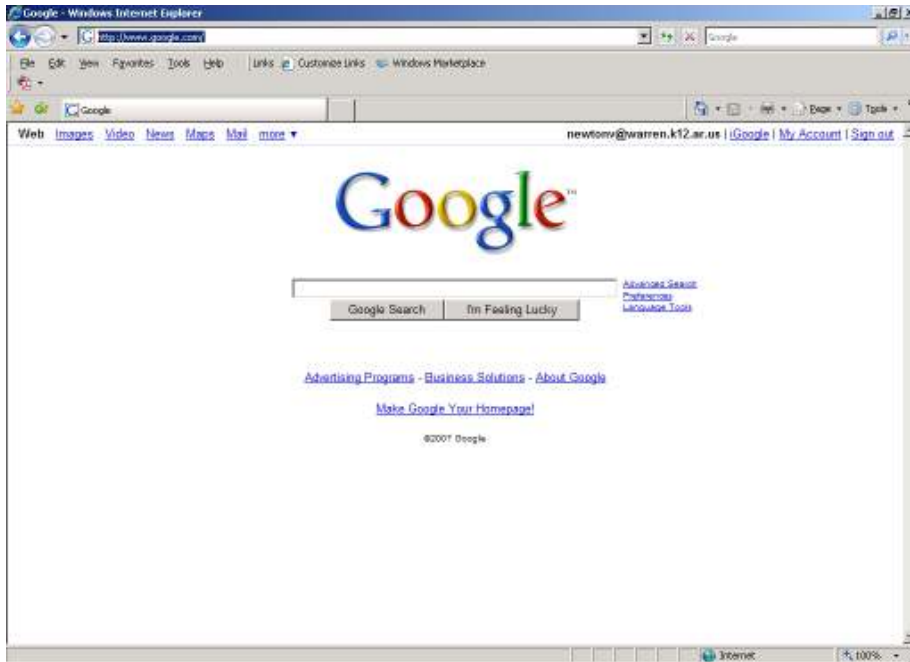 Google - Windows Internet Explorer
http://www.google.com/
Google
File Edit View Favorites Tools Help Links Customize Links Windows Marketplace
Google Page Tools
Web Images Video News Maps Mail more ▼ newtonv@warren.k12.ar.us | iGoogle | My Account | Sign out
Google™
Advanced Search
Preferences
Language Tools
Google Search I'm Feeling Lucky
Advertising Programs - Business Solutions - About Google
Make Google Your Homepage!
©2007 Google
Internet 100%